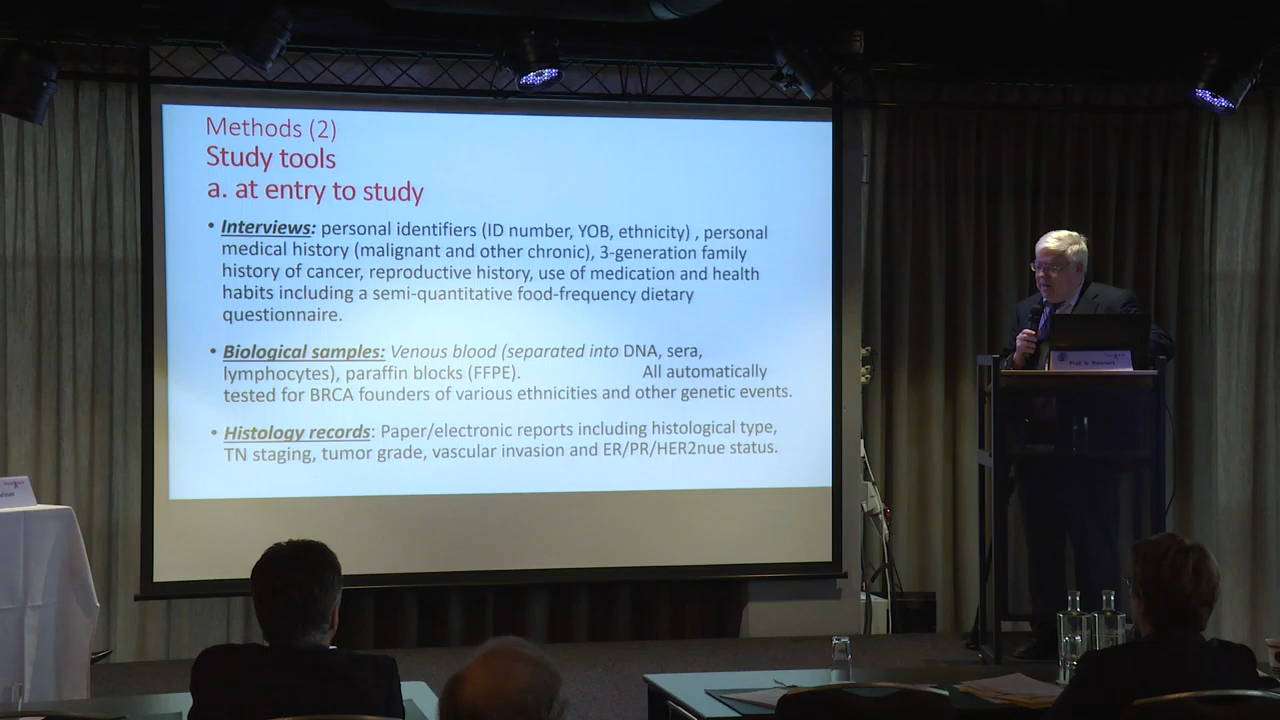 Methods (2)
Study tools
a. at entry to study
• Interviews: personal identifiers (ID number, YOB, ethnicity) , personal
medical history (malignant and other chronic), 3-generation family
history of cancer, reproductive history, use of medication and health
habits including a semi-quantitative food-frequency dietary
questionnaire.
• Biological samples: Venous blood (separated into DNA, sera,
lymphocytes), paraffin blocks (FFPE). All automatically
tested for BRCA founders of various ethnicities and other genetic events.
• Histology records: Paper/electronic reports including histological type,
TN staging, tumor grade, vascular invasion and ER/PR/HER2nue status.
Prof.